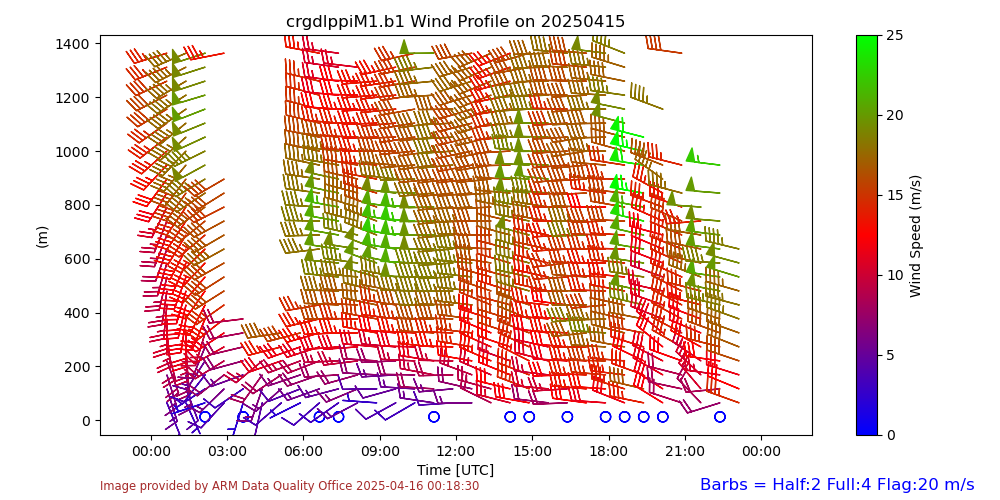 crgdlppiM1.b1 Wind Profile on 20250415
1400
1200
1000
800
600
400
200
0
(m)
00:00 03:00 06:00 09:00 12:00 15:00 18:00 21:00 00:00
Time [UTC]
25
20
15
10
5
0
Wind Speed (m/s)
Image provided by ARM Data Quality Office 2025-04-16 00:18:30
Barbs = Half:2 Full:4 Flag:20 m/s